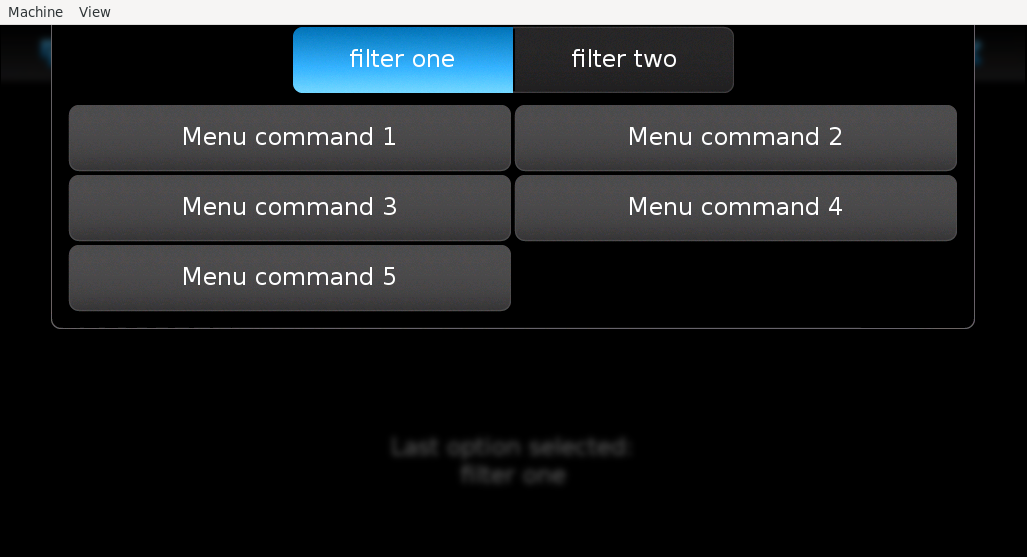 Machine View
filter one filter two
Menu command 1 Menu command 2
Menu command 3 Menu command 4
Menu command 5
Last option selected:
filter one